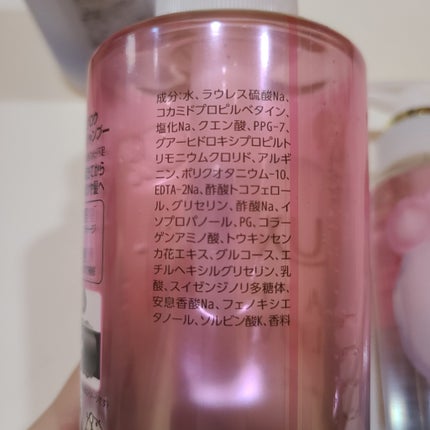 成分:水、ラウレス硫酸Na、
コカミドプロピルベタイン、
塩化Na、クエン酸、PPG-7、
グアーヒドロキシプロピルト
リモニウムクロリド、アルギ
ニン、ポリクオタニウム-10、
EDTA-2Na、酢酸トコフェロー
ル、グリセリン、酢酸Na、イ
ソプロパノール、PG、コラー
ゲンアミノ酸、トウキンセン
カ花エキス、グルコース、エ
チルヘキシルグリセリン、乳
酸、スイゼンジノリ多糖体、
安息香酸Na、フェノキシエ
タノール、ソルビン酸K、香料